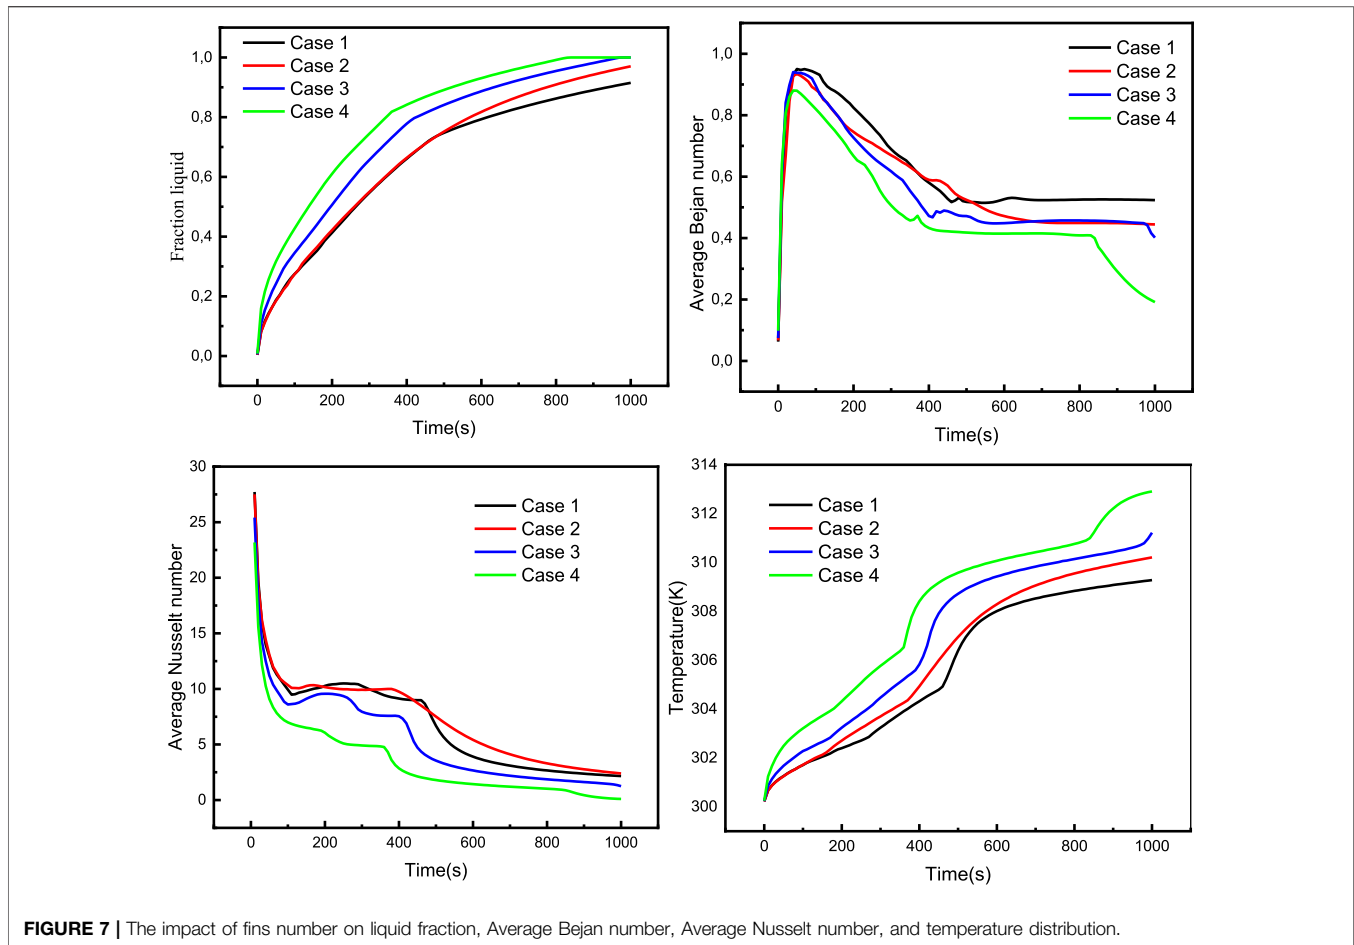 Case 1
Case 2
Case 3
Case 4
1,0
0,8
0,6
0,4
0,2
0,0
Fraction liquid
0 200 400 600 800 1000
Time(s)
Case 1
Case 2
Case 3
Case 4
1,0
0,8
0,6
0,4
0,2
0,0
Average Bejan number
0 200 400 600 800 1000
Time(s)
Case 1
Case 2
Case 3
Case 4
30
25
20
15
10
5
0
Average Nusselt number
0 200 400 600 800 1000
Time(s)
Case 1
Case 2
Case 3
Case 4
314
312
310
308
306
304
302
300
Temperature(K)
0 200 400 600 800 1000
Time(s)
FIGURE 7 | The impact of fins number on liquid fraction, Average Bejan number, Average Nusselt number, and temperature distribution.